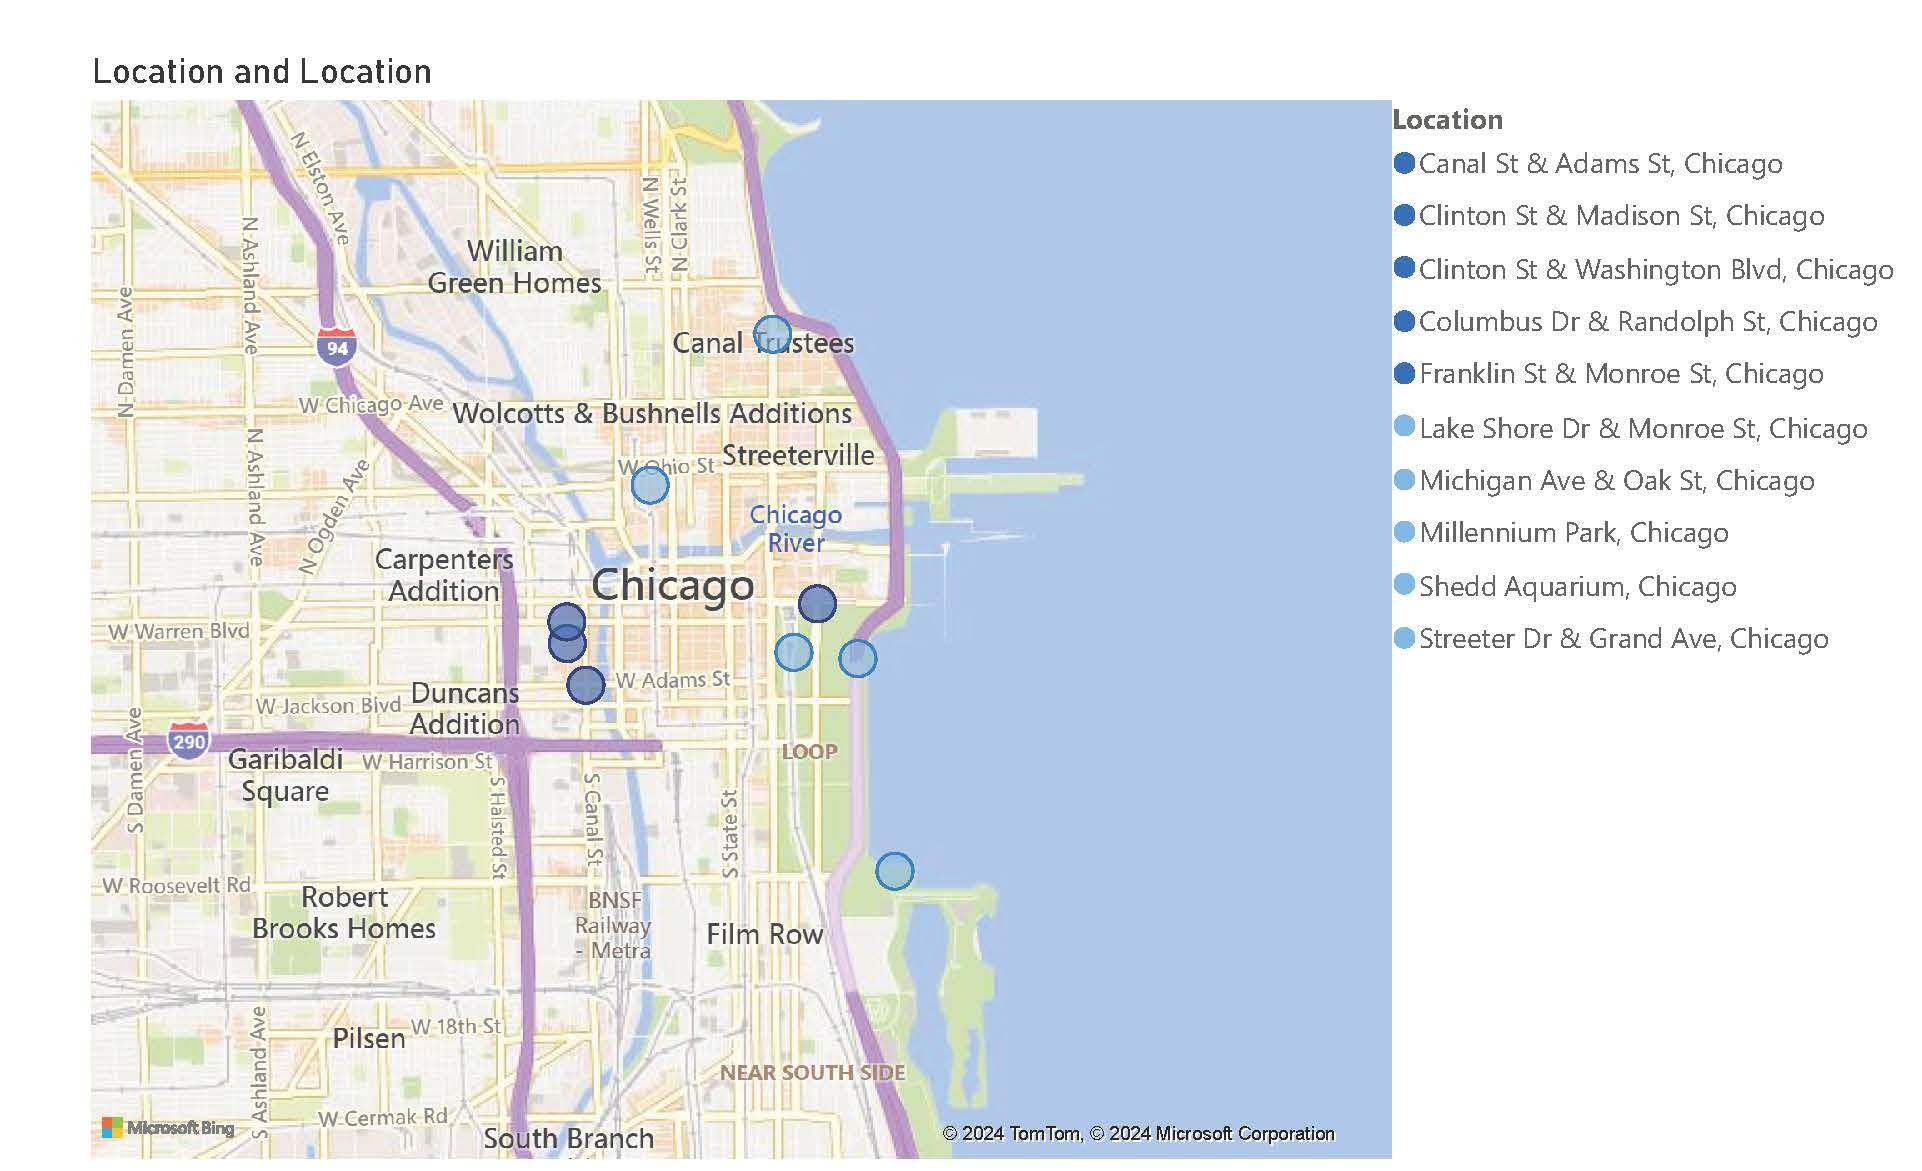 Location and Location
Location
Canal St & Adams St, Chicago
Clinton St & Madison St, Chicago
Clinton St & Washington Blvd, Chicago
Columbus Dr & Randolph St, Chicago
Franklin St & Monroe St, Chicago
Lake Shore Dr & Monroe St, Chicago
Michigan Ave & Oak St, Chicago
Millennium Park, Chicago
Shedd Aquarium, Chicago
Streeter Dr & Grand Ave, Chicago
N Elston Ave
N Wells St
N Clark St
N Ashland Ave
William
Green Homes
N Damen Ave
94
Canal Trustees
W Chicago Ave
Wolcotts & Bushnells Additions
N Ashland Ave
N Ogden Ave
W Ohio St
Streeterville
Chicago
River
Carpenters
Addition
Chicago
W Warren Blvd
W Adams St
Duncans
Addition
W Jackson Blvd
290
S Damen Ave
Garibaldi
Square
W Harrison St
LOOP
S Halsted St
S Canal St
S State St
W Roosevelt Rd
Robert
Brooks Homes
BNSF
Railway
- Metra
Film Row
Pilsen
W 18th St
S Ashland Ave
NEAR SOUTH SIDE
W Cermak Rd
Microsoft Bing
South Branch
© 2024 TomTom, © 2024 Microsoft Corporation